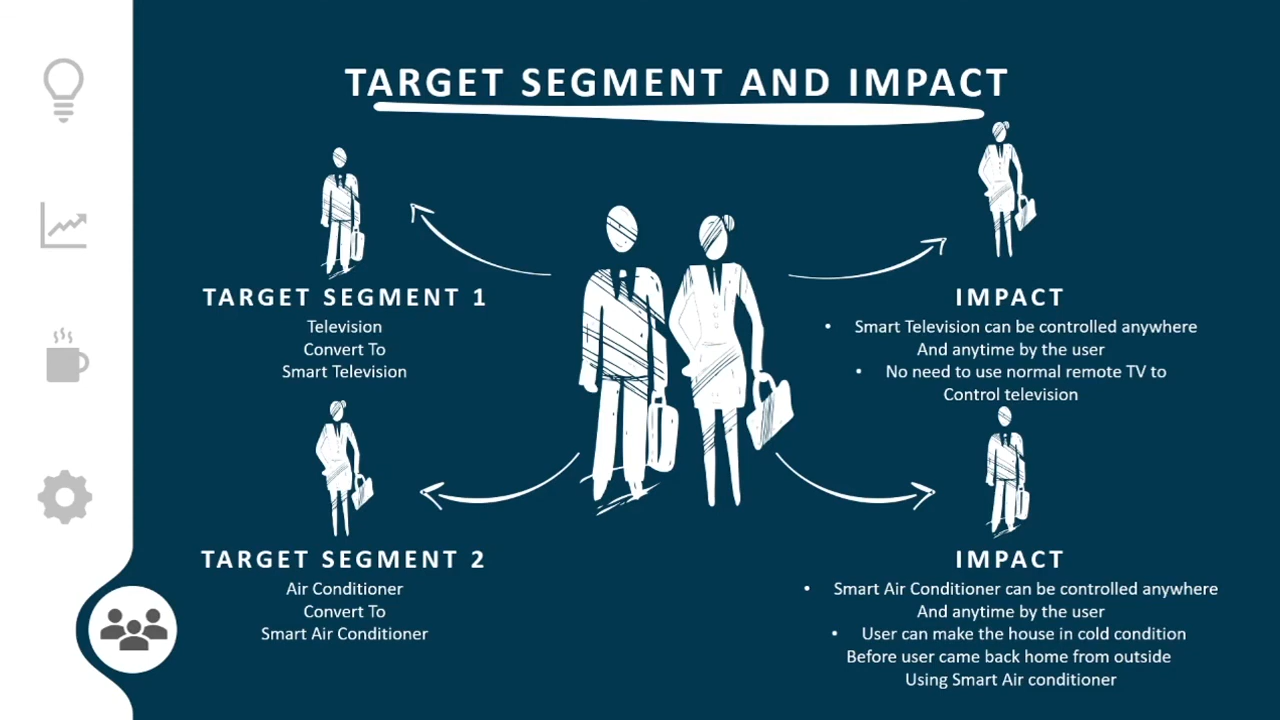 TARGET SEGMENT AND IMPACT
TARGET SEGMENT 1
Television
Convert To
Smart Television
IMPACT
• Smart Television can be controlled anywhere
And anytime by the user
• No need to use normal remote TV to
Control television
TARGET SEGMENT 2
Air Conditioner
Convert To
Smart Air Conditioner
IMPACT
• Smart Air Conditioner can be controlled anywhere
And anytime by the user
• User can make the house in cold condition
Before user came back home from outside
Using Smart Air conditioner